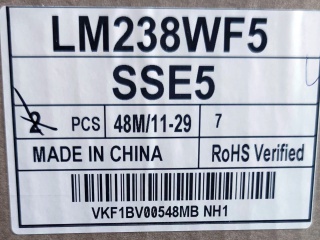 LM238WF5
SSE5
2 PCS 48M/11-29 7
MADE IN CHINA RoHS Verified
VKF1BV00548MB NH1